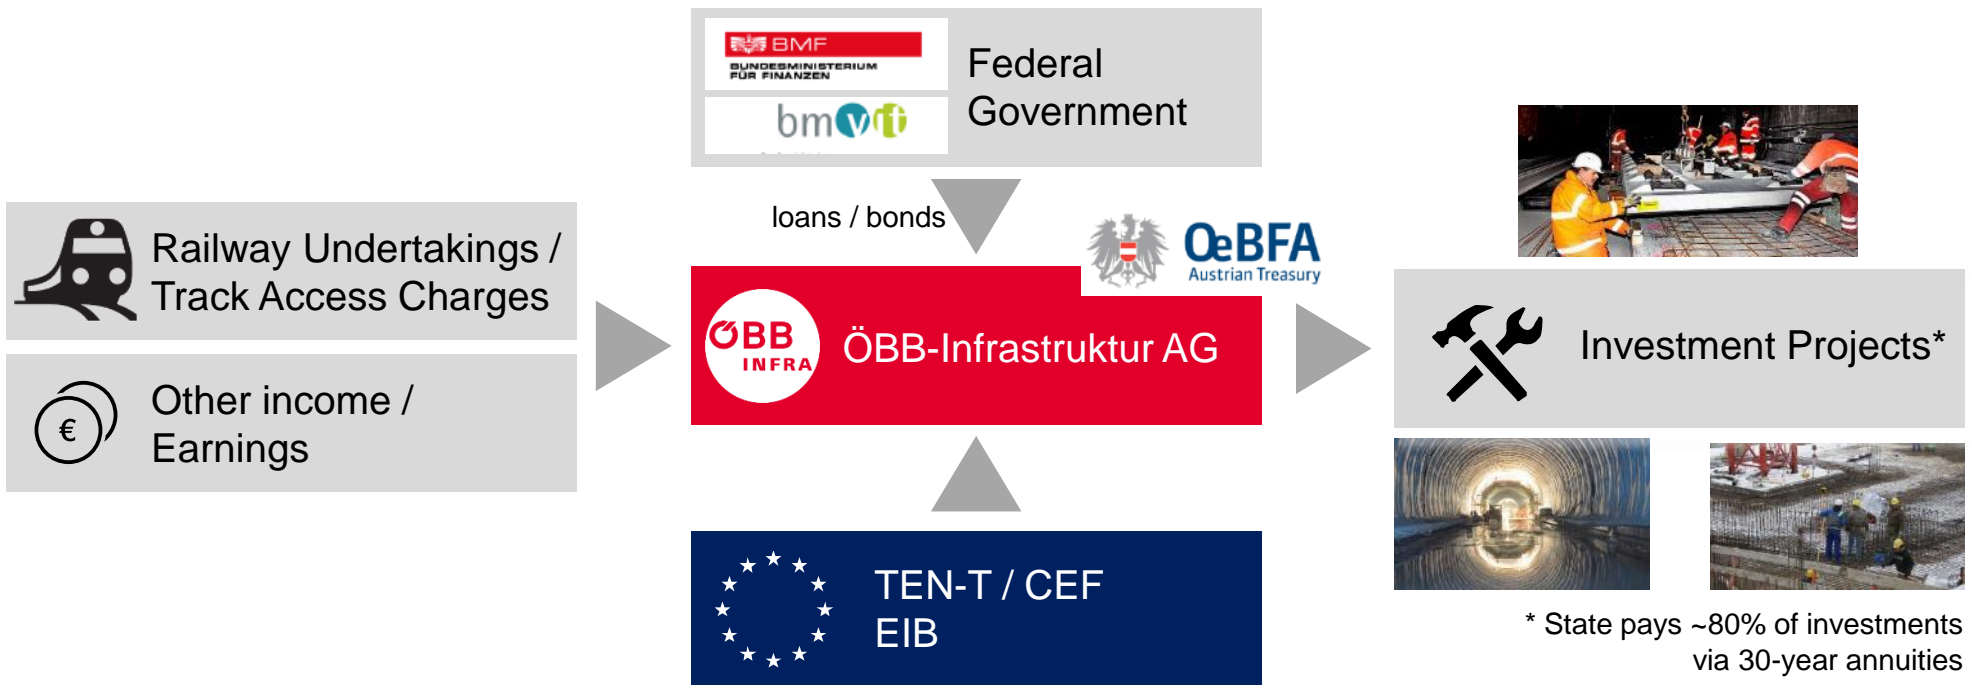 BMF
BUNDESMINISTERIUM
FÜR FINANZEN
bmvit
Federal
Government
loans / bonds
OeBFA
Austrian Treasury
Railway Undertakings /
Track Access Charges
€
Other income /
Earnings
ÖBB
INFRA
ÖBB-Infrastruktur AG
Investment Projects*
TEN-T / CEF
EIB
* State pays ~80% of investments
via 30-year annuities